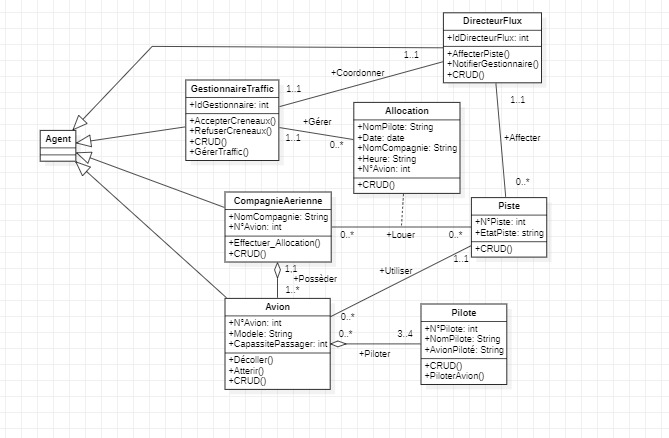 DirecteurFlux
+IdDirecteurFlux: int
+AffecterPiste()
+NotifierGestionnaire()
+CRUD()
1..1
+Coordonner
1..1
GestionnaireTraffic
+IdGestionnaire: int
+AccepterCreneaux()
+RefuserCreneaux()
+CRUD()
+GérerTraffic()
+Gérer
1..1
0..*
Allocation
+NomPilote: String
+Date: date
+NomCompagnie: String
+Heure: String
+N°Avion: int
+CRUD()
1..1
+Affecter
0..*
Agent
CompagnieAerienne
+NomCompagnie: String
+N°Avion: int
+Effectuer_Allocation()
+CRUD()
0..*
+Louer
0..*
Piste
+N°Piste: int
+EtatPiste: string
+CRUD()
1,1
+Posséder
1..*
+Utiliser
1..1
0..*
Avion
+N°Avion: int
+Modele: String
+CapassitePassager: int
+Décoller()
+Atterir()
+CRUD()
0..*
3..4
+Piloter
Pilote
+N°Pilote: int
+NomPilote: String
+AvionPiloté: String
+CRUD()
+PiloterAvion()